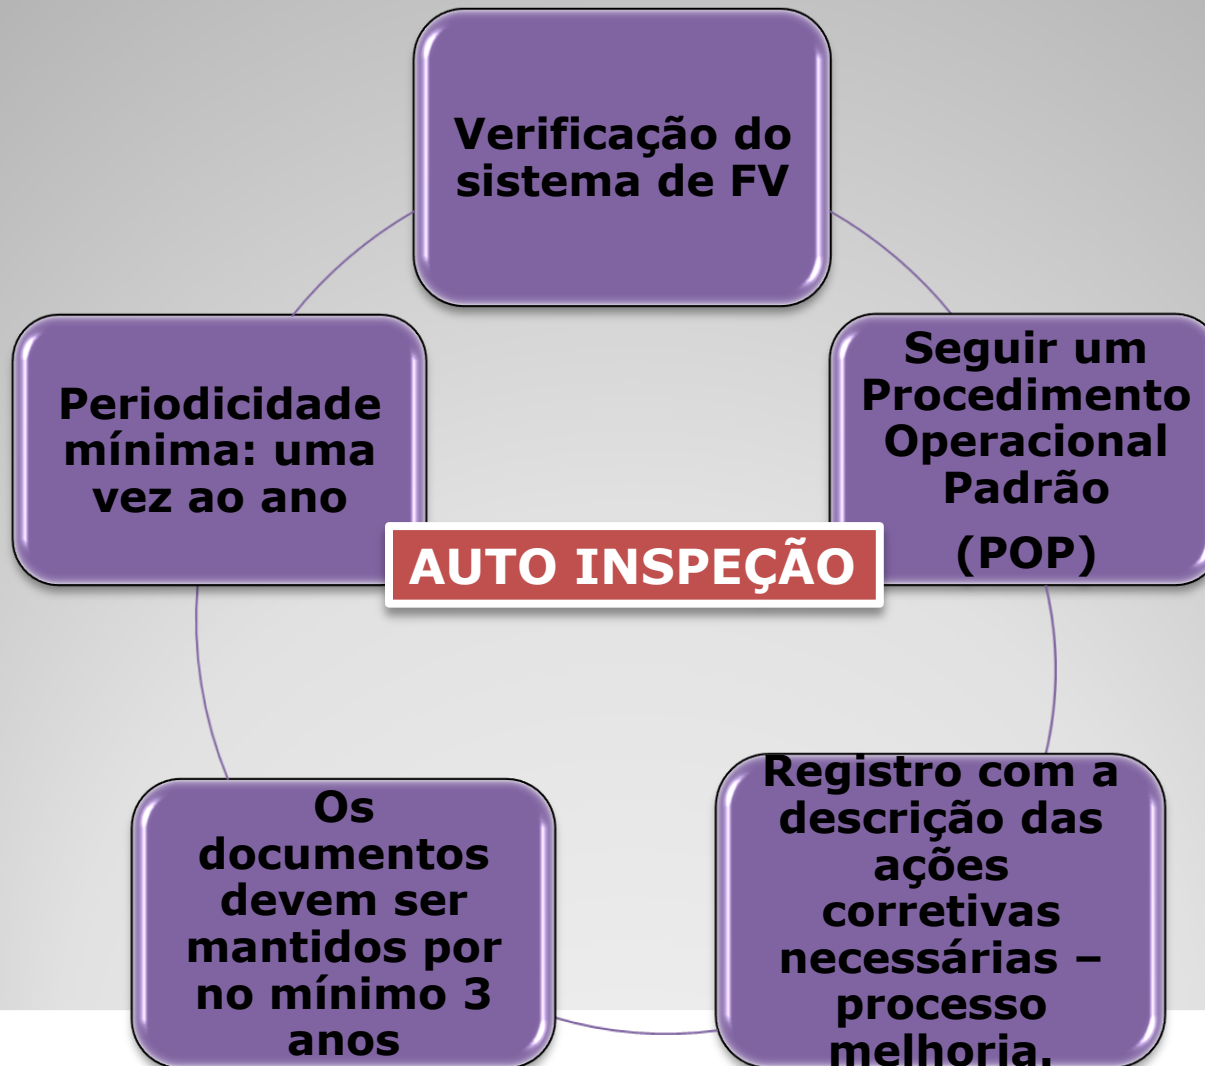 Verificação do
sistema de FV
Seguir um
Procedimento
Operacional
Padrão
(POP)
Periodicidade
mínima: uma
vez ao ano
AUTO INSPEÇÃO
Registro com a
descrição das
ações
corretivas
necessárias –
processo
melhoria.
Os
documentos
devem ser
mantidos por
no mínimo 3
anos